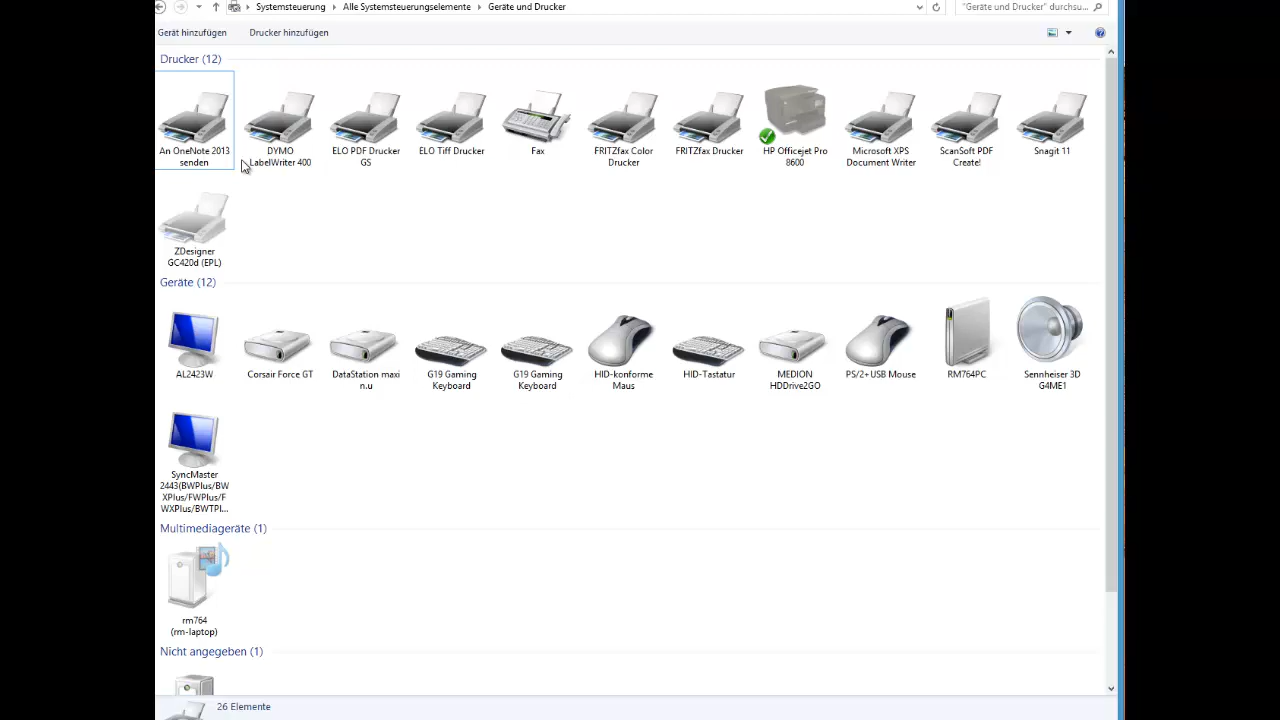 Systemsteuerung
Alle Systemsteuerungselemente
Geräte und Drucker
"Geräte und Drucker" durchsu...
Gerät hinzufügen
Drucker hinzufügen
Drucker (12)
An OneNote 2013
senden
DYMO
LabelWriter 400
ELO PDF Drucker
GS
ELO Tiff Drucker
Fax
FRITZfax Color
Drucker
FRITZfax Drucker
HP Officejet Pro
8600
Microsoft XPS
Document Writer
ScanSoft PDF
Create!
Snagit 11
ZDesigner
GC420d (EPL)
Geräte (12)
AL2423W
Corsair Force GT
DataStation maxi
n.u
G19 Gaming
Keyboard
G19 Gaming
Keyboard
HID-konforme
Maus
HID-Tastatur
MEDION
HDDrive2GO
PS/2+USB Mouse
RM764PC
Sennheiser 3D
G4ME1
SyncMaster
2443(BWPlus/BW
XPlus/FWPlus/F
WXPlus/BWTPl...
Multimediageräte (1)
rm764
(rm-laptop)
Nicht angegeben (1)
26 Elemente